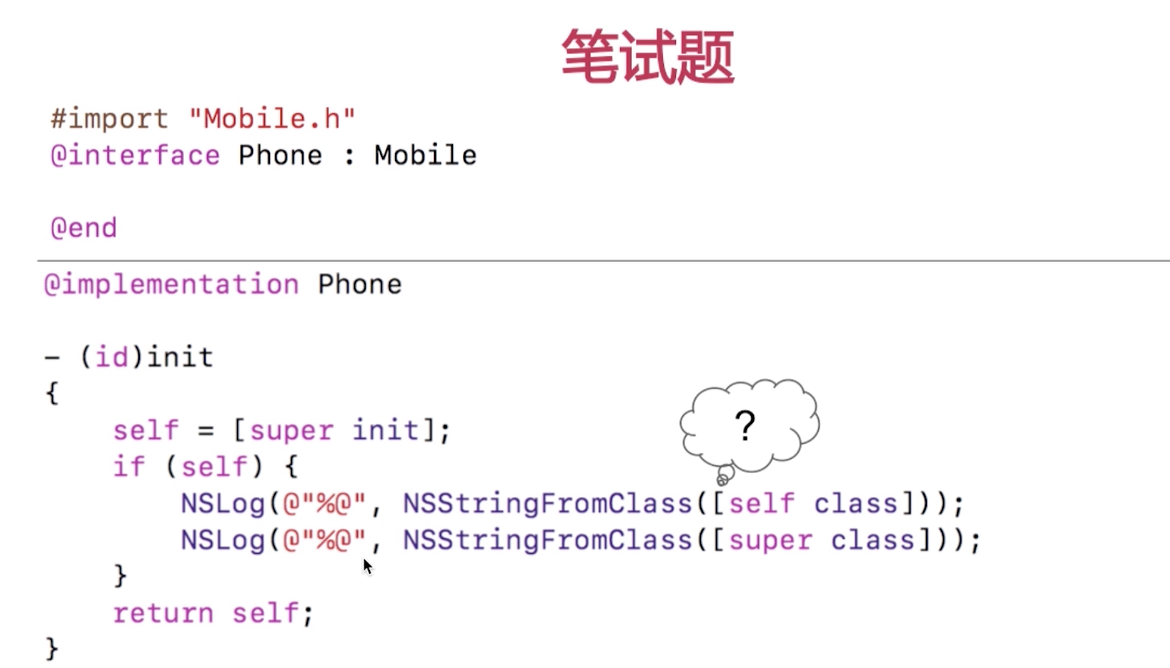 笔试题
#import "Mobile.h"
@interface Phone : Mobile
@end
@implementation Phone
- (id)init
{
?
self = [super init];
if (self) {
NSLog(@"%@", NSStringFromClass([self class]));
NSLog(@"%@", NSStringFromClass([super class]));
}
return self;
}